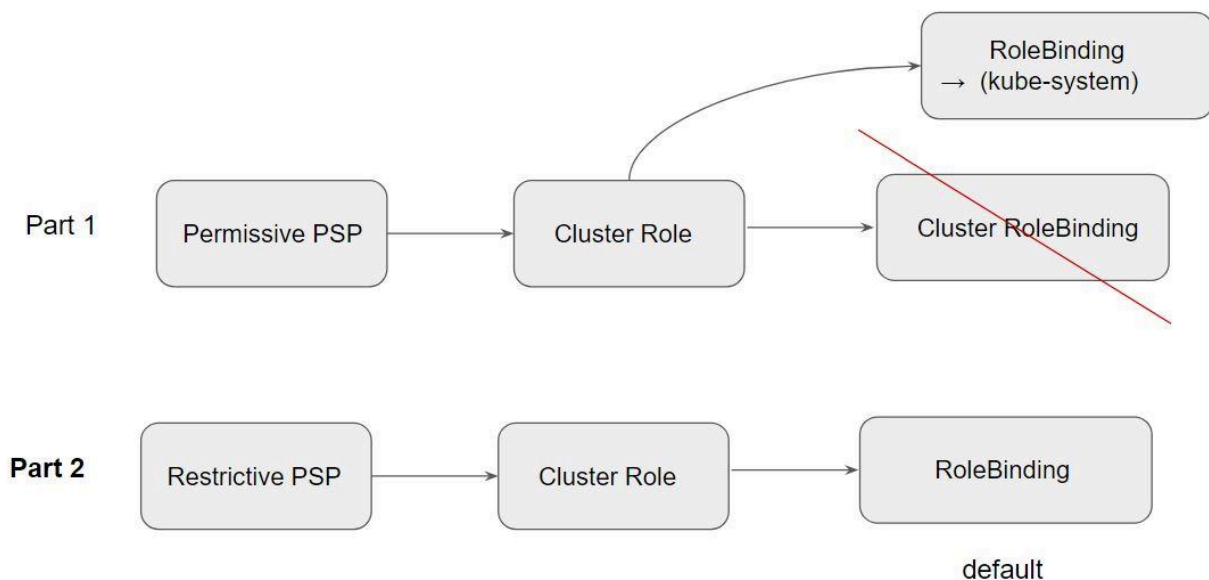 RoleBinding
→ (kube-system)
Part 1
Permissive PSP
Cluster Role
Cluster RoleBinding
Part 2
Restrictive PSP
Cluster Role
RoleBinding
default